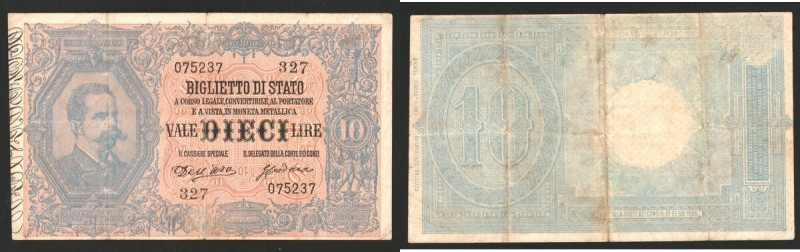 075237 327
BIGLIETTO DI STATO
A CORSO LEGALE, CONVERTIBILE, AL PORTATORE
E A VISTA, IN MONETA METALLICA
VALE DIECI LIRE 10
IL CASSIERE SPECIALE IL DELEGATO DELLA CORTE DEI CONTI
327 075237
10